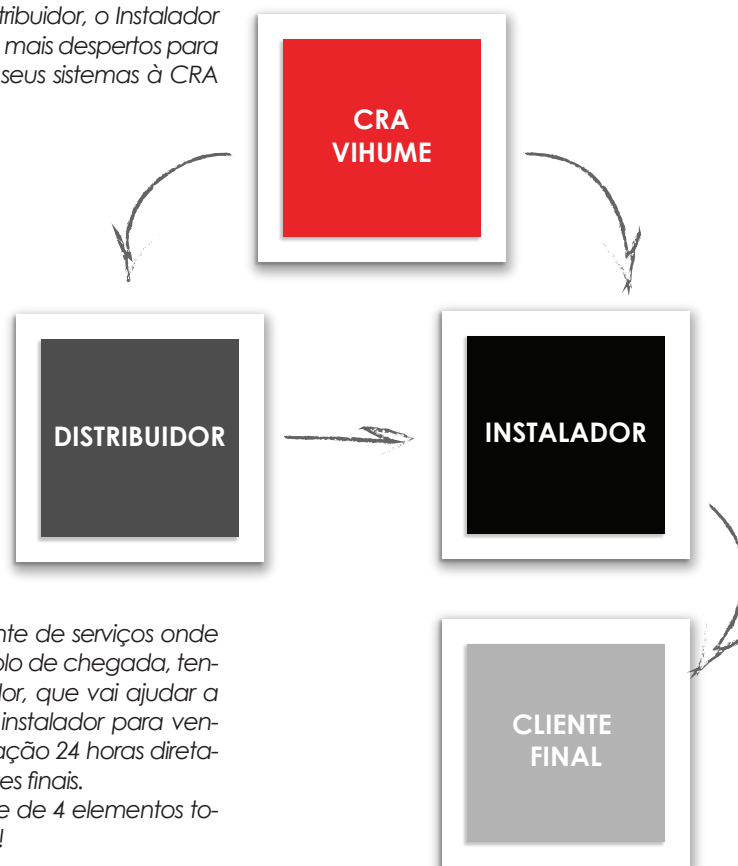 tribuidor, o Instalador
mais despertos para
seus sistemas à CRA
CRA
VIHUME
DISTRIBUIDOR
INSTALADOR
nte de serviços onde
olo de chegada, ten-
dor, que vai ajudar a
instalador para ven-
ação 24 horas direta-
es finais.
e de 4 elementos to-
!
CLIENTE
FINAL